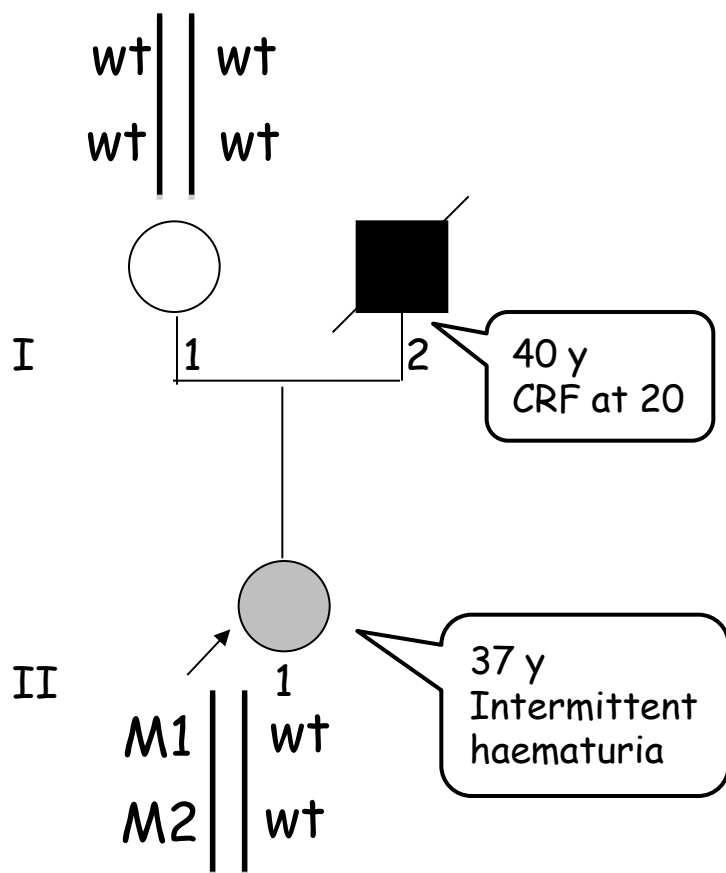 wt wt
wt wt
I 1 2
40 y
CRF at 20
II 1
37 y
Intermittent
haematuria
M1 wt
M2 wt